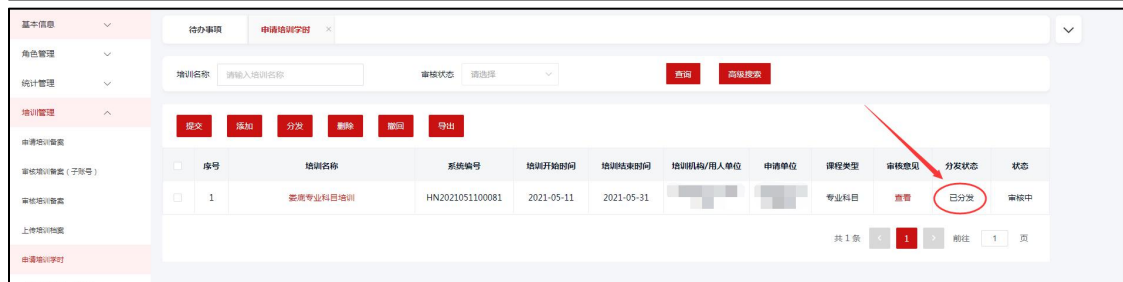 基本信息
角色管理
统计管理
培训管理
申请培训备案
审核培训备案（子账号）
审核培训备案
上传培训档案
申请培训学时
待办事项 申请培训学时 ×
培训名称 请输入培训名称 审核状态 请选择 查询 高级搜索
提交 添加 分发 删除 撤回 导出
序号 培训名称 系统编号 培训开始时间 培训结束时间 培训机构/用人单位 申请单位 课程类型 审核意见 分发状态 状态
1 娄底专业科目培训 HN2021051100081 2021-05-11 2021-05-31 专业科目 查看 已分发 审核中
共 1 条 < 1 > 前往 1 页